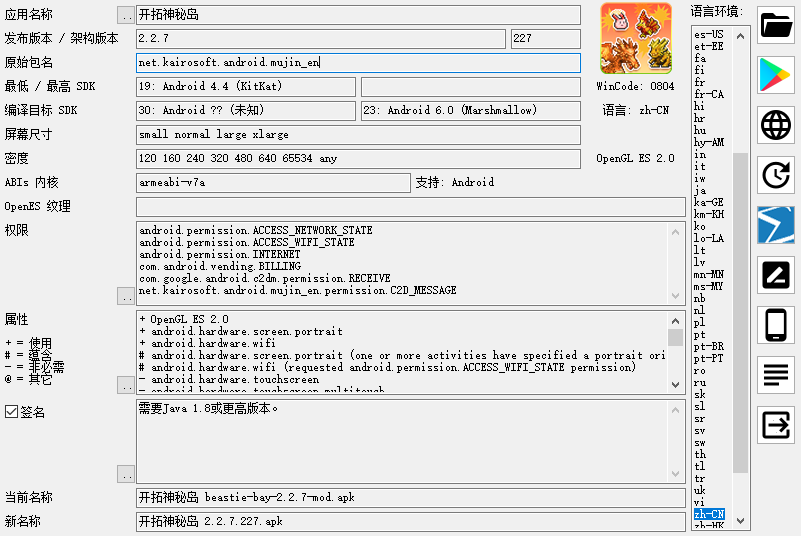 应用名称 .. 开拓神秘岛
发布版本 / 架构版本 2.2.7 227
原始包名 net.kairosoft.android.mujin_en
最低 / 最高 SDK 19: Android 4.4 (KitKat) WinCode: 0804
编译目标 SDK 30: Android ?? (未知) 23: Android 6.0 (Marshmallow) 语言: zh-CN
屏幕尺寸 small normal large xlarge
密度 120 160 240 320 480 640 65534 any OpenGL ES 2.0
ABIs 内核 armeabi-v7a 支持: Android
OpenES 纹理
权限 android.permission.ACCESS_NETWORK_STATE
android.permission.ACCESS_WIFI_STATE
android.permission.INTERNET
com.android.vending.BILLING
com.google.android.c2dm.permission.RECEIVE
.. net.kairosoft.android.mujin_en.permission.C2D_MESSAGE
属性 + OpenGL ES 2.0
+ android.hardware.screen.portrait
+ = 使用 + android.hardware.wifi
# = 蕴含 # android.hardware.screen.portrait (one or more activities have specified a portrait ori
- = 非必需 # android.hardware.wifi (requested android.permission.ACCESS_WIFI_STATE permission)
@ = 其它 - android.hardware.touchscreen
.. - android.hardware.touchscreen.multitouch
签名 需要Java 1.8或更高版本。
..
当前名称 开拓神秘岛 beastie-bay-2.2.7-mod.apk
新名称 开拓神秘岛 2.2.7.227.apk
语言环境:
es-US
et-EE
fa
fi
fr
fr-CA
hi
hr
hu
hy-AM
in
it
iw
ja
ka-GE
km-KH
ko
lo-LA
lt
lv
mn-MN
ms-MY
nb
nl
pl
pt
pt-BR
pt-PT
ro
ru
sk
sl
sr
sv
sw
th
tl
tr
uk
vi
zh-CN
zh-HK